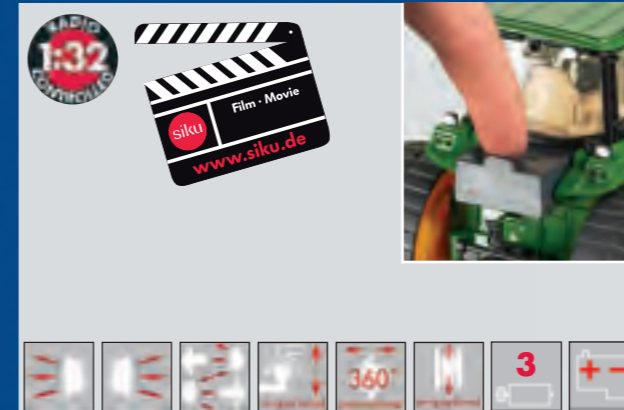 RADIO
1:32
CONTROLLED
Film · Movie
siku
www.siku.de
360°
3
+ −